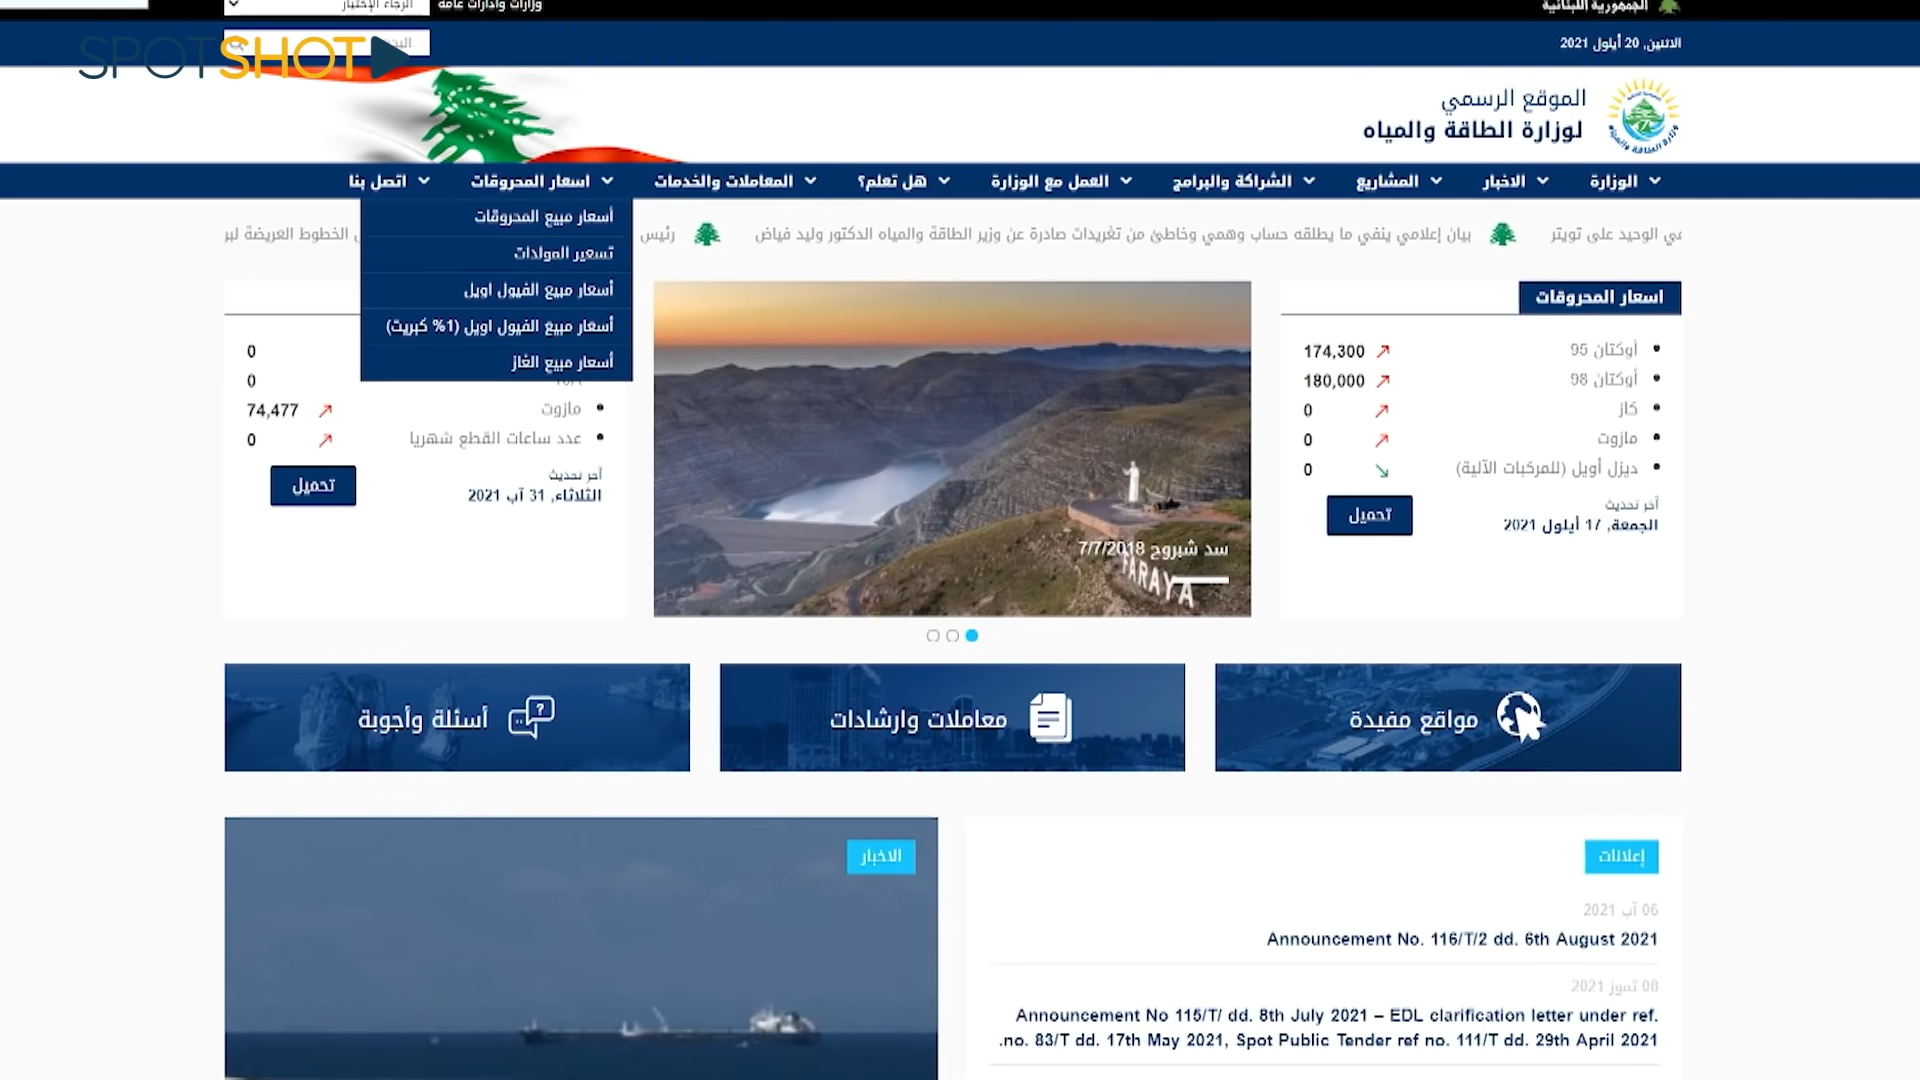 الجمهورية اللبنانية
وزارات وادارات عامة
الرجاء الإختيار
SPOTSHOT
الاثنين, 20 أيلول 2021
الموقع الرسمي
لوزارة الطاقة والمياه
الوزارة
الاخبار
المشاريع
الشراكة والبرامج
العمل مع الوزارة
هل تعلم؟
المعاملات والخدمات
اسعار المحروقات
اتصل بنا
أسعار مبيع المحروقات
تسعير المولدات
أسعار مبيع الفيول اويل
أسعار مبيع الفيول اويل (1% كبريت)
أسعار مبيع الغاز
الوحيد على تويتر
بيان إعلامي ينفي ما يطلقه حساب وهمي وخاطئ من تغريدات صادرة عن وزير الطاقة والمياه الدكتور وليد فياض
رئيس
الخطوط العريضة
اسعار المحروقات
أوكتان 95 174,300
أوكتان 98 180,000
كاز 0
مازوت 0
ديزل أويل (للمركبات الآلية) 0
آخر تحديث
الجمعة, 17 أيلول 2021
تحميل
سد شبروح 7/7/2018
FARAYA
0
0
مازوت 74,477
عدد ساعات القطع شهريا 0
آخر تحديث
الثلاثاء, 31 آب 2021
تحميل
مواقع مفيدة
معاملات وارشادات
أسئلة وأجوبة
إعلانات
06 آب 2021
Announcement No. 116/T/2 dd. 6th August 2021
08 تموز 2021
Announcement No 115/T/ dd. 8th July 2021 – EDL clarification letter under ref.
.no. 83/T dd. 17th May 2021, Spot Public Tender ref no. 111/T dd. 29th April 2021
الاخبار